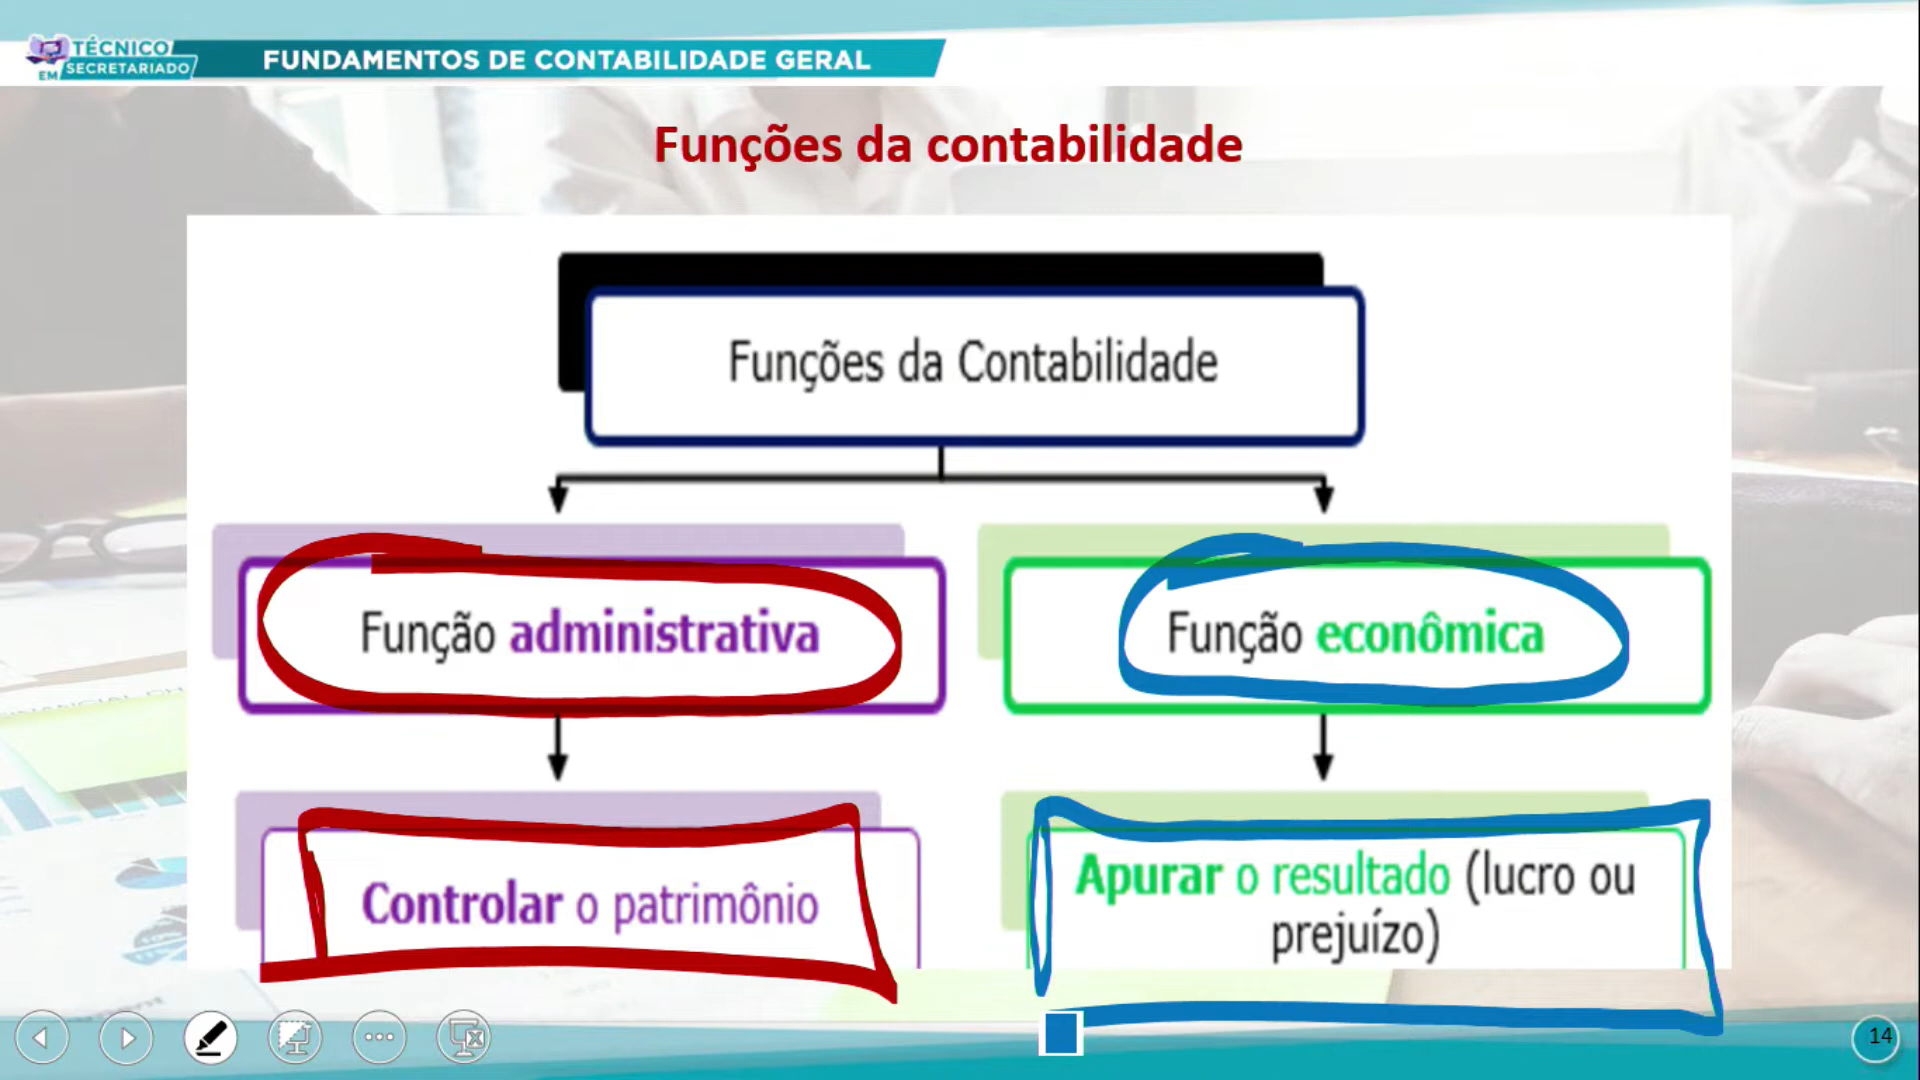 TÉCNICO
EM SECRETARIADO
FUNDAMENTOS DE CONTABILIDADE GERAL
Funções da contabilidade
Funções da Contabilidade
Função administrativa
Função econômica
Controlar o patrimônio
Apurar o resultado (lucro ou
prejuízo)
14